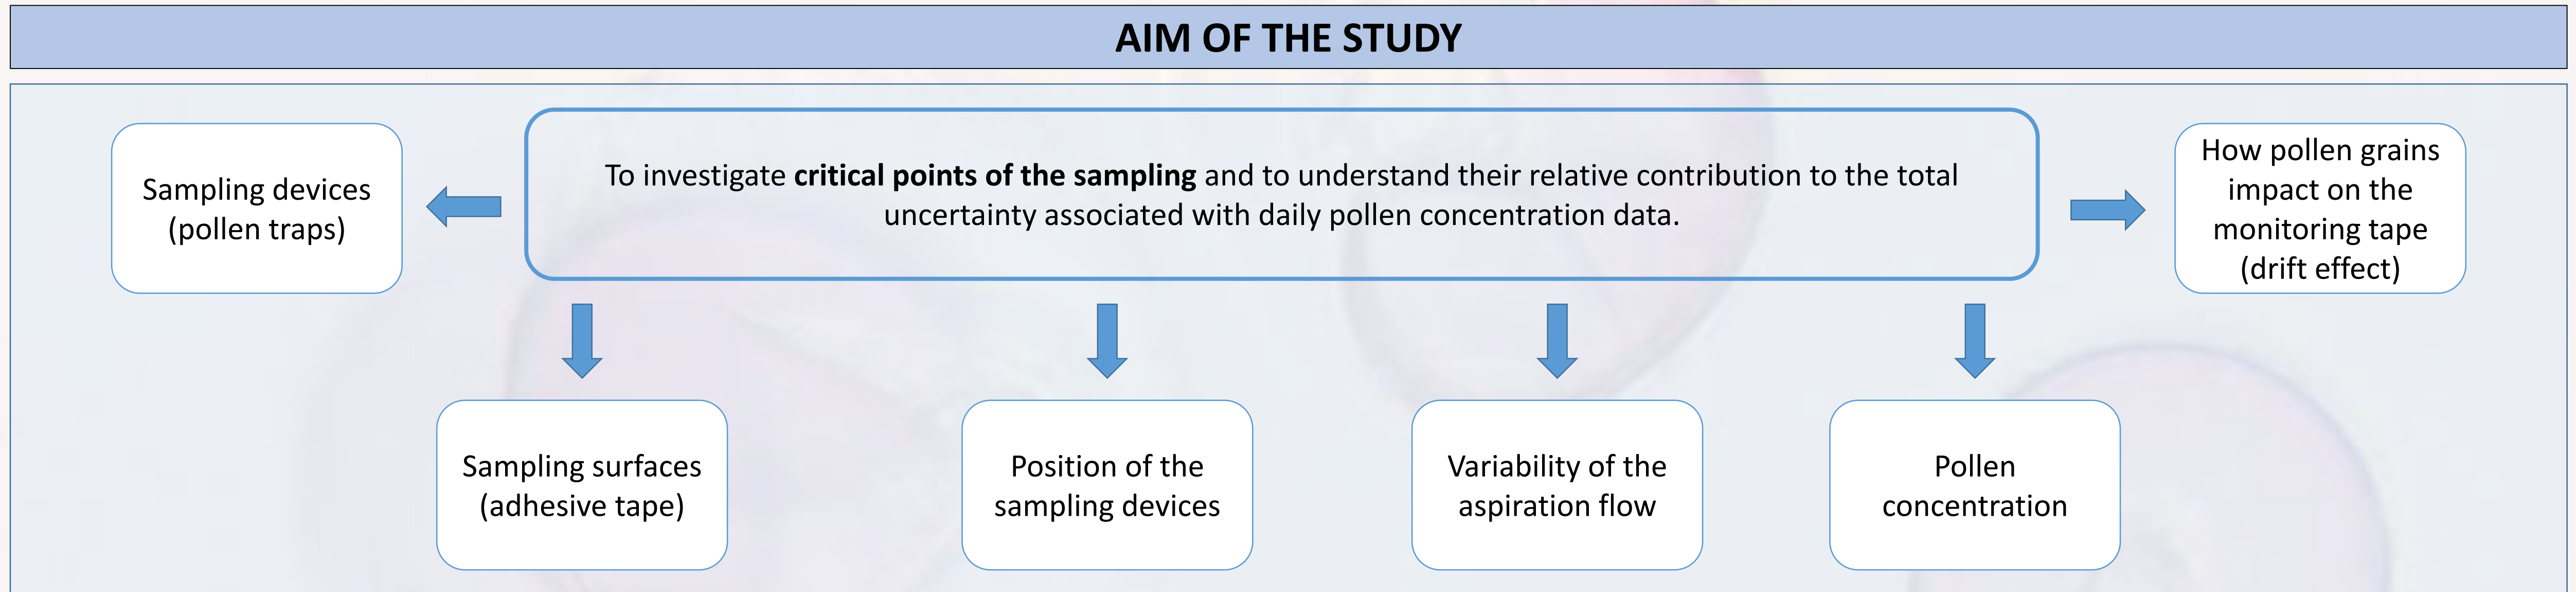 AIM OF THE STUDY
Sampling devices
(pollen traps)
To investigate critical points of the sampling and to understand their relative contribution to the total
uncertainty associated with daily pollen concentration data.
How pollen grains
impact on the
monitoring tape
(drift effect)
Sampling surfaces
(adhesive tape)
Position of the
sampling devices
Variability of the
aspiration flow
Pollen
concentration